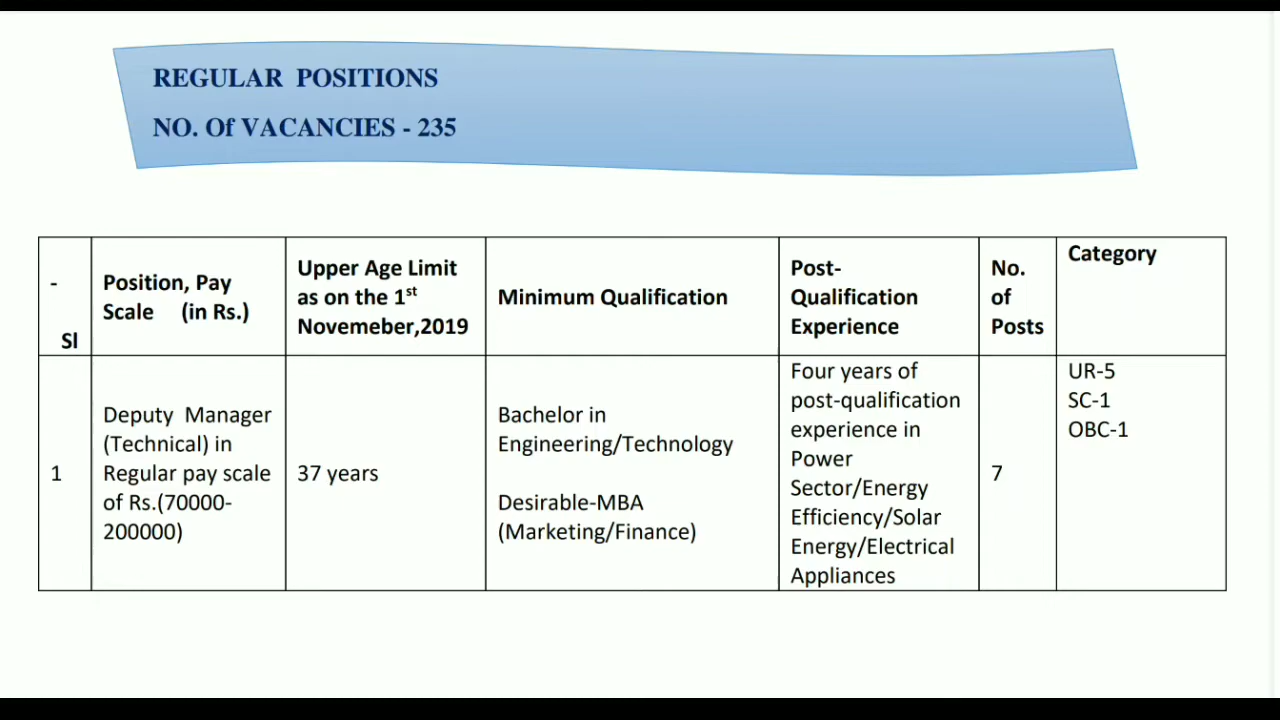 REGULAR POSITIONS
NO. Of VACANCIES - 235
-
Sl
Position, Pay
Scale (in Rs.)
Upper Age Limit
as on the 1st
Novemeber,2019
Minimum Qualification
Post-
Qualification
Experience
No.
of
Posts
Category
1
Deputy Manager
(Technical) in
Regular pay scale
of Rs.(70000-
200000)
37 years
Bachelor in
Engineering/Technology
Desirable-MBA
(Marketing/Finance)
Four years of
post-qualification
experience in
Power
Sector/Energy
Efficiency/Solar
Energy/Electrical
Appliances
7
UR-5
SC-1
OBC-1